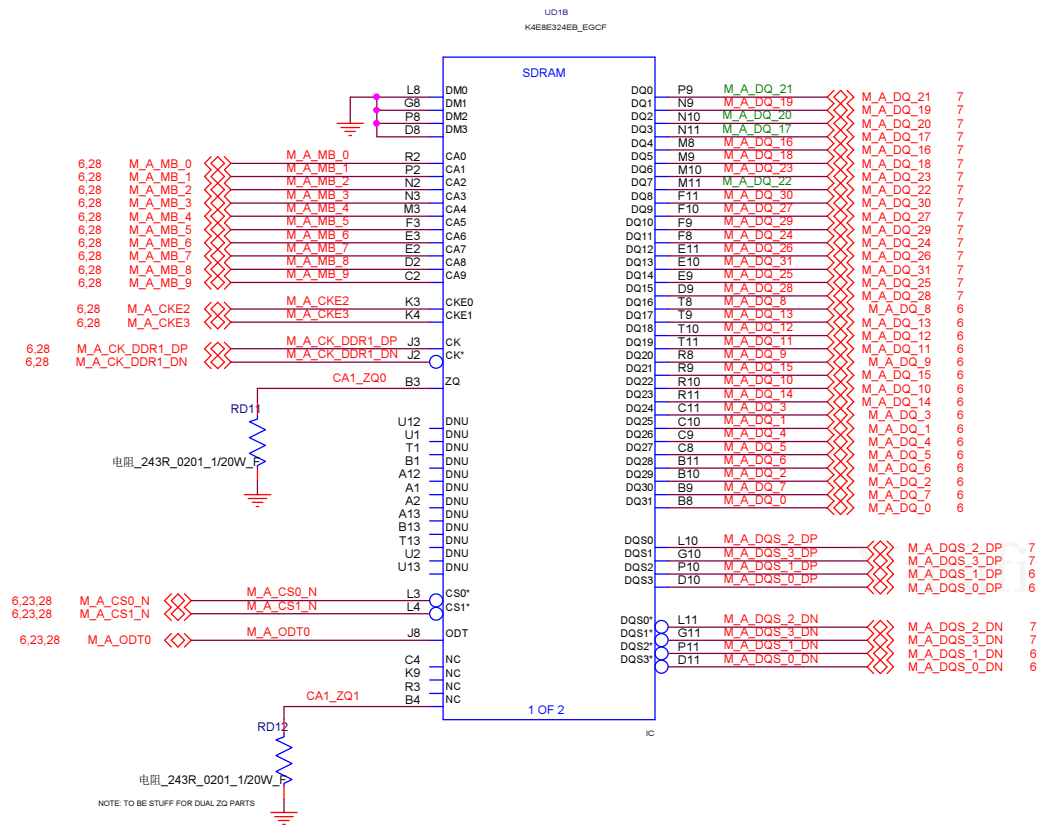 UD1B
K4E8E324EB_EGCF
SDRAM
L8 DM0
G8 DM1
P8 DM2
D8 DM3
6,28 M_A_MB_0 M_A_MB_0 R2 CA0
6,28 M_A_MB_1 M_A_MB_1 P2 CA1
6,28 M_A_MB_2 M_A_MB_2 N2 CA2
6,28 M_A_MB_3 M_A_MB_3 N3 CA3
6,28 M_A_MB_4 M_A_MB_4 M3 CA4
6,28 M_A_MB_5 M_A_MB_5 F3 CA5
6,28 M_A_MB_6 M_A_MB_6 E3 CA6
6,28 M_A_MB_7 M_A_MB_7 E2 CA7
6,28 M_A_MB_8 M_A_MB_8 D2 CA8
6,28 M_A_MB_9 M_A_MB_9 C2 CA9
6,28 M_A_CKE2 M_A_CKE2 K3 CKE0
6,28 M_A_CKE3 M_A_CKE3 K4 CKE1
6,28 M_A_CK_DDR1_DP M_A_CK_DDR1_DP J3 CK
6,28 M_A_CK_DDR1_DN M_A_CK_DDR1_DN J2 CK*
CA1_ZQ0 B3 ZQ
RD11
电阻_243R_0201_1/20W_F
U12 DNU
U1 DNU
T1 DNU
B1 DNU
A12 DNU
A1 DNU
A2 DNU
A13 DNU
B13 DNU
T13 DNU
U2 DNU
U13 DNU
6,23,28 M_A_CS0_N M_A_CS0_N L3 CS0*
6,23,28 M_A_CS1_N M_A_CS1_N L4 CS1*
6,23,28 M_A_ODT0 M_A_ODT0 J8 ODT
C4 NC
K9 NC
R3 NC
CA1_ZQ1 B4 NC
RD12
电阻_243R_0201_1/20W_F
NOTE: TO BE STUFF FOR DUAL ZQ PARTS
DQ0 P9 M_A_DQ_21 M_A_DQ_21 7
DQ1 N9 M_A_DQ_19 M_A_DQ_19 7
DQ2 N10 M_A_DQ_20 M_A_DQ_20 7
DQ3 N11 M_A_DQ_17 M_A_DQ_17 7
DQ4 M8 M_A_DQ_16 M_A_DQ_16 7
DQ5 M9 M_A_DQ_18 M_A_DQ_18 7
DQ6 M10 M_A_DQ_23 M_A_DQ_23 7
DQ7 M11 M_A_DQ_22 M_A_DQ_22 7
DQ8 F11 M_A_DQ_30 M_A_DQ_30 7
DQ9 F10 M_A_DQ_27 M_A_DQ_27 7
DQ10 F9 M_A_DQ_29 M_A_DQ_29 7
DQ11 F8 M_A_DQ_24 M_A_DQ_24 7
DQ12 E11 M_A_DQ_26 M_A_DQ_26 7
DQ13 E10 M_A_DQ_31 M_A_DQ_31 7
DQ14 E9 M_A_DQ_25 M_A_DQ_25 7
DQ15 D9 M_A_DQ_28 M_A_DQ_28 7
DQ16 T8 M_A_DQ_8 M_A_DQ_8 6
DQ17 T9 M_A_DQ_13 M_A_DQ_13 6
DQ18 T10 M_A_DQ_12 M_A_DQ_12 6
DQ19 T11 M_A_DQ_11 M_A_DQ_11 6
DQ20 R8 M_A_DQ_9 M_A_DQ_9 6
DQ21 R9 M_A_DQ_15 M_A_DQ_15 6
DQ22 R10 M_A_DQ_10 M_A_DQ_10 6
DQ23 R11 M_A_DQ_14 M_A_DQ_14 6
DQ24 C11 M_A_DQ_3 M_A_DQ_3 6
DQ25 C10 M_A_DQ_1 M_A_DQ_1 6
DQ26 C9 M_A_DQ_4 M_A_DQ_4 6
DQ27 C8 M_A_DQ_5 M_A_DQ_5 6
DQ28 B11 M_A_DQ_6 M_A_DQ_6 6
DQ29 B10 M_A_DQ_2 M_A_DQ_2 6
DQ30 B9 M_A_DQ_7 M_A_DQ_7 6
DQ31 B8 M_A_DQ_0 M_A_DQ_0 6
DQS0 L10 M_A_DQS_2_DP M_A_DQS_2_DP 7
DQS1 G10 M_A_DQS_3_DP M_A_DQS_3_DP 7
DQS2 P10 M_A_DQS_1_DP M_A_DQS_1_DP 6
DQS3 D10 M_A_DQS_0_DP M_A_DQS_0_DP 6
DQS0* L11 M_A_DQS_2_DN M_A_DQS_2_DN 7
DQS1* G11 M_A_DQS_3_DN M_A_DQS_3_DN 7
DQS2* P11 M_A_DQS_1_DN M_A_DQS_1_DN 6
DQS3* D11 M_A_DQS_0_DN M_A_DQS_0_DN 6
1 OF 2
IC